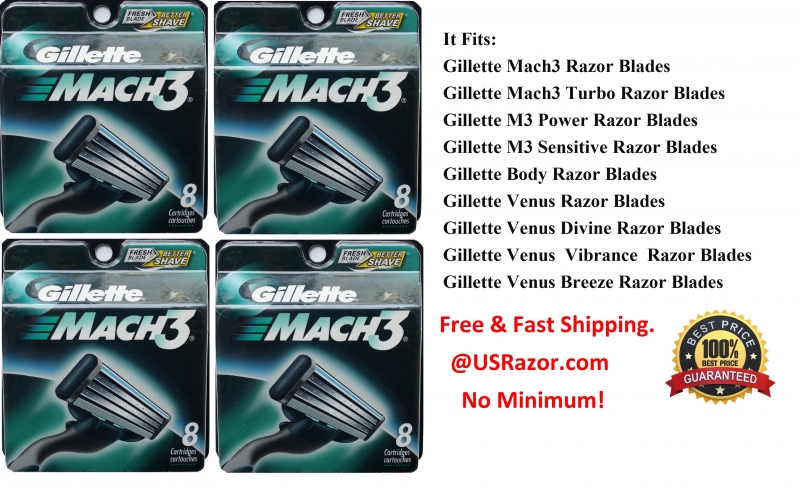 FRESH BLADE = BETTER SHAVE
Gillette
MACH3®
8
Cartridges
cartouches
FRESH BLADE = BETTER SHAVE
Gillette
MACH3®
8
Cartridges
cartouches
FRESH BLADE = BETTER SHAVE
Gillette
MACH3®
8
Cartridges
cartouches
FRESH BLADE = BETTER SHAVE
Gillette
MACH3®
8
Cartridges
cartouches
It Fits:
Gillette Mach3 Razor Blades
Gillette Mach3 Turbo Razor Blades
Gillette M3 Power Razor Blades
Gillette M3 Sensitive Razor Blades
Gillette Body Razor Blades
Gillette Venus Razor Blades
Gillette Venus Divine Razor Blades
Gillette Venus Vibrance Razor Blades
Gillette Venus Breeze Razor Blades
Free & Fast Shipping.
@USRazor.com
No Minimum!
BEST PRICE
100%
BEST PRICE
GUARANTEED